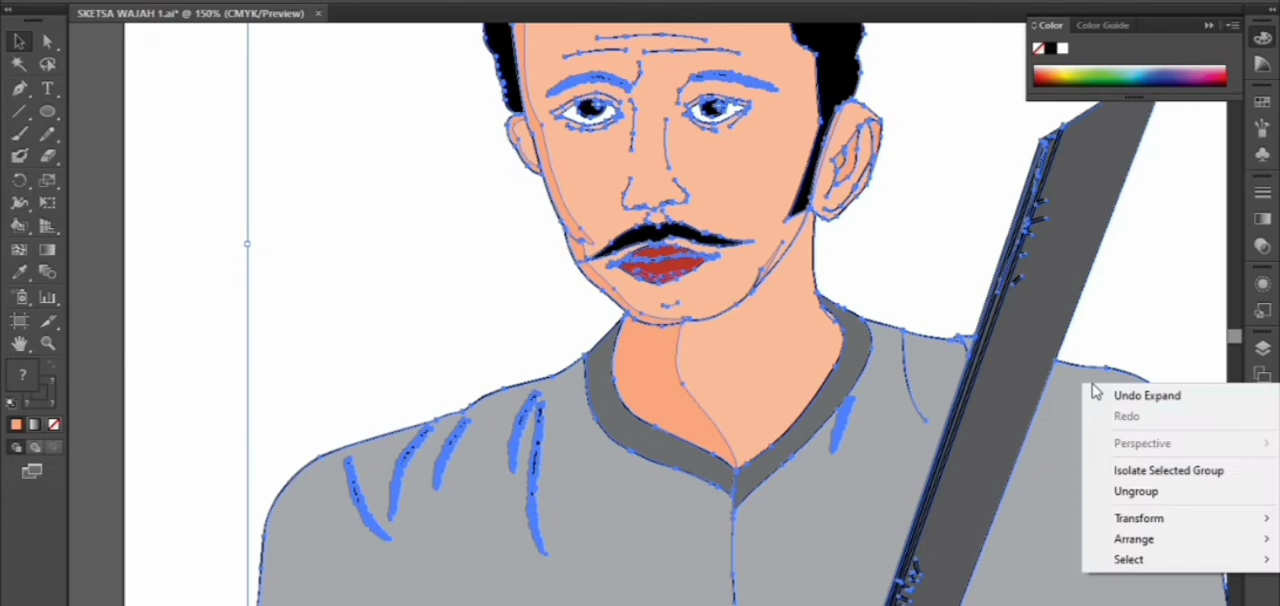 SKETSA WAJAH 1.ai* @ 150% (CMYK/Preview)
Color
Color Guide
T
?
?
?
?
Undo Expand
Redo
Perspective
Isolate Selected Group
Ungroup
Transform
Arrange
Select